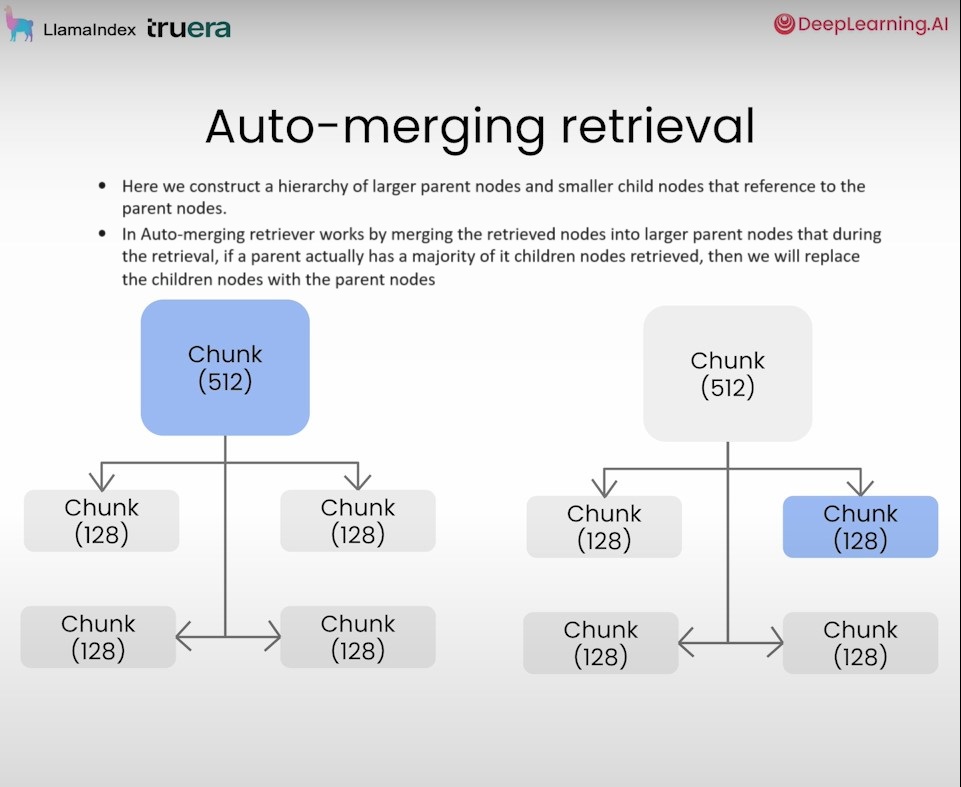 LlamaIndex truera
DeepLearning.AI
Auto-merging retrieval
• Here we construct a hierarchy of larger parent nodes and smaller child nodes that reference to the
parent nodes.
• In Auto-merging retriever works by merging the retrieved nodes into larger parent nodes that during
the retrieval, if a parent actually has a majority of it children nodes retrieved, then we will replace
the children nodes with the parent nodes
Chunk
(512)
Chunk
(128)
Chunk
(128)
Chunk
(128)
Chunk
(128)
Chunk
(512)
Chunk
(128)
Chunk
(128)
Chunk
(128)
Chunk
(128)